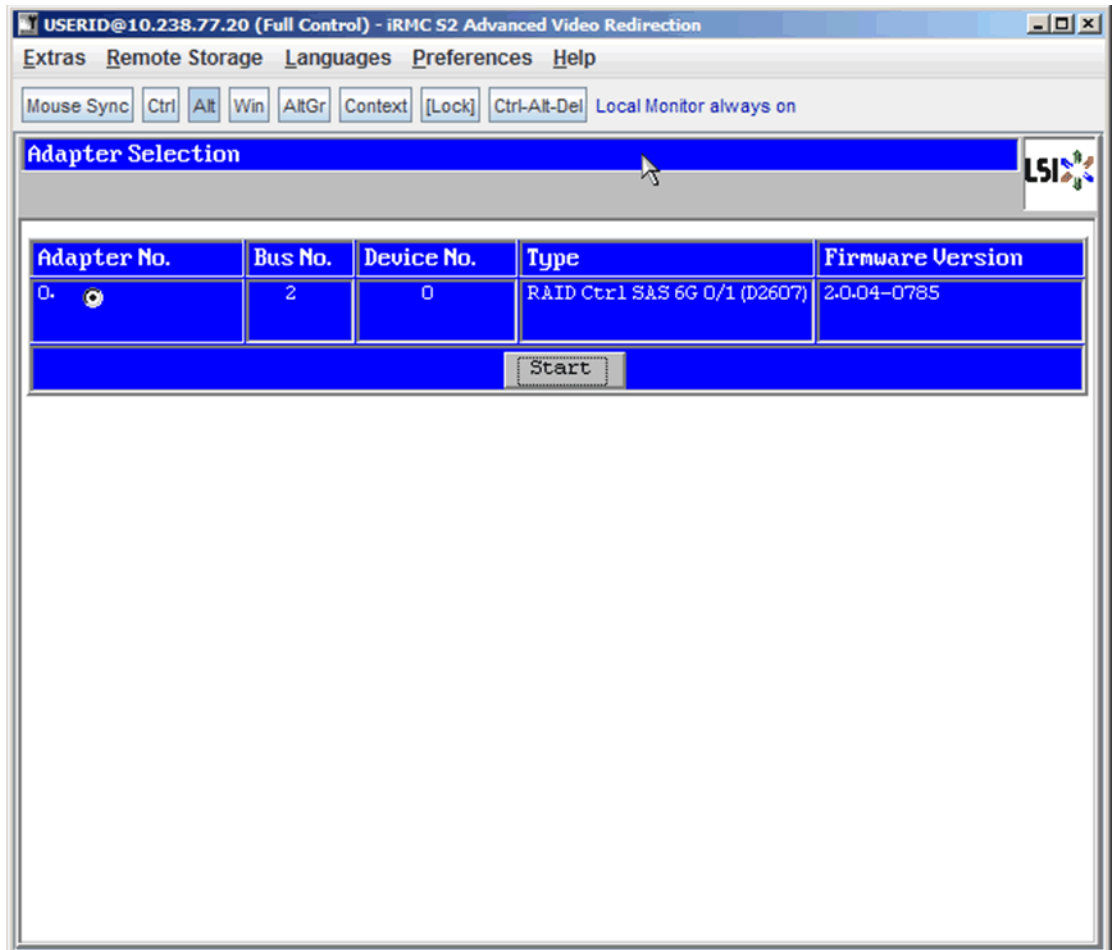 USERID@10.238.77.20 (Full Control) - iRMC S2 Advanced Video Redirection
Extras Remote Storage Languages Preferences Help
Mouse Sync Ctrl Alt Win AltGr Context [Lock] Ctrl-Alt-Del Local Monitor always on
Adapter Selection
LSI
Adapter No. Bus No. Device No. Type Firmware Version
0. 2 0 RAID Ctrl SAS 6G 0/1 (D2607) 2.0.04-0785
Start